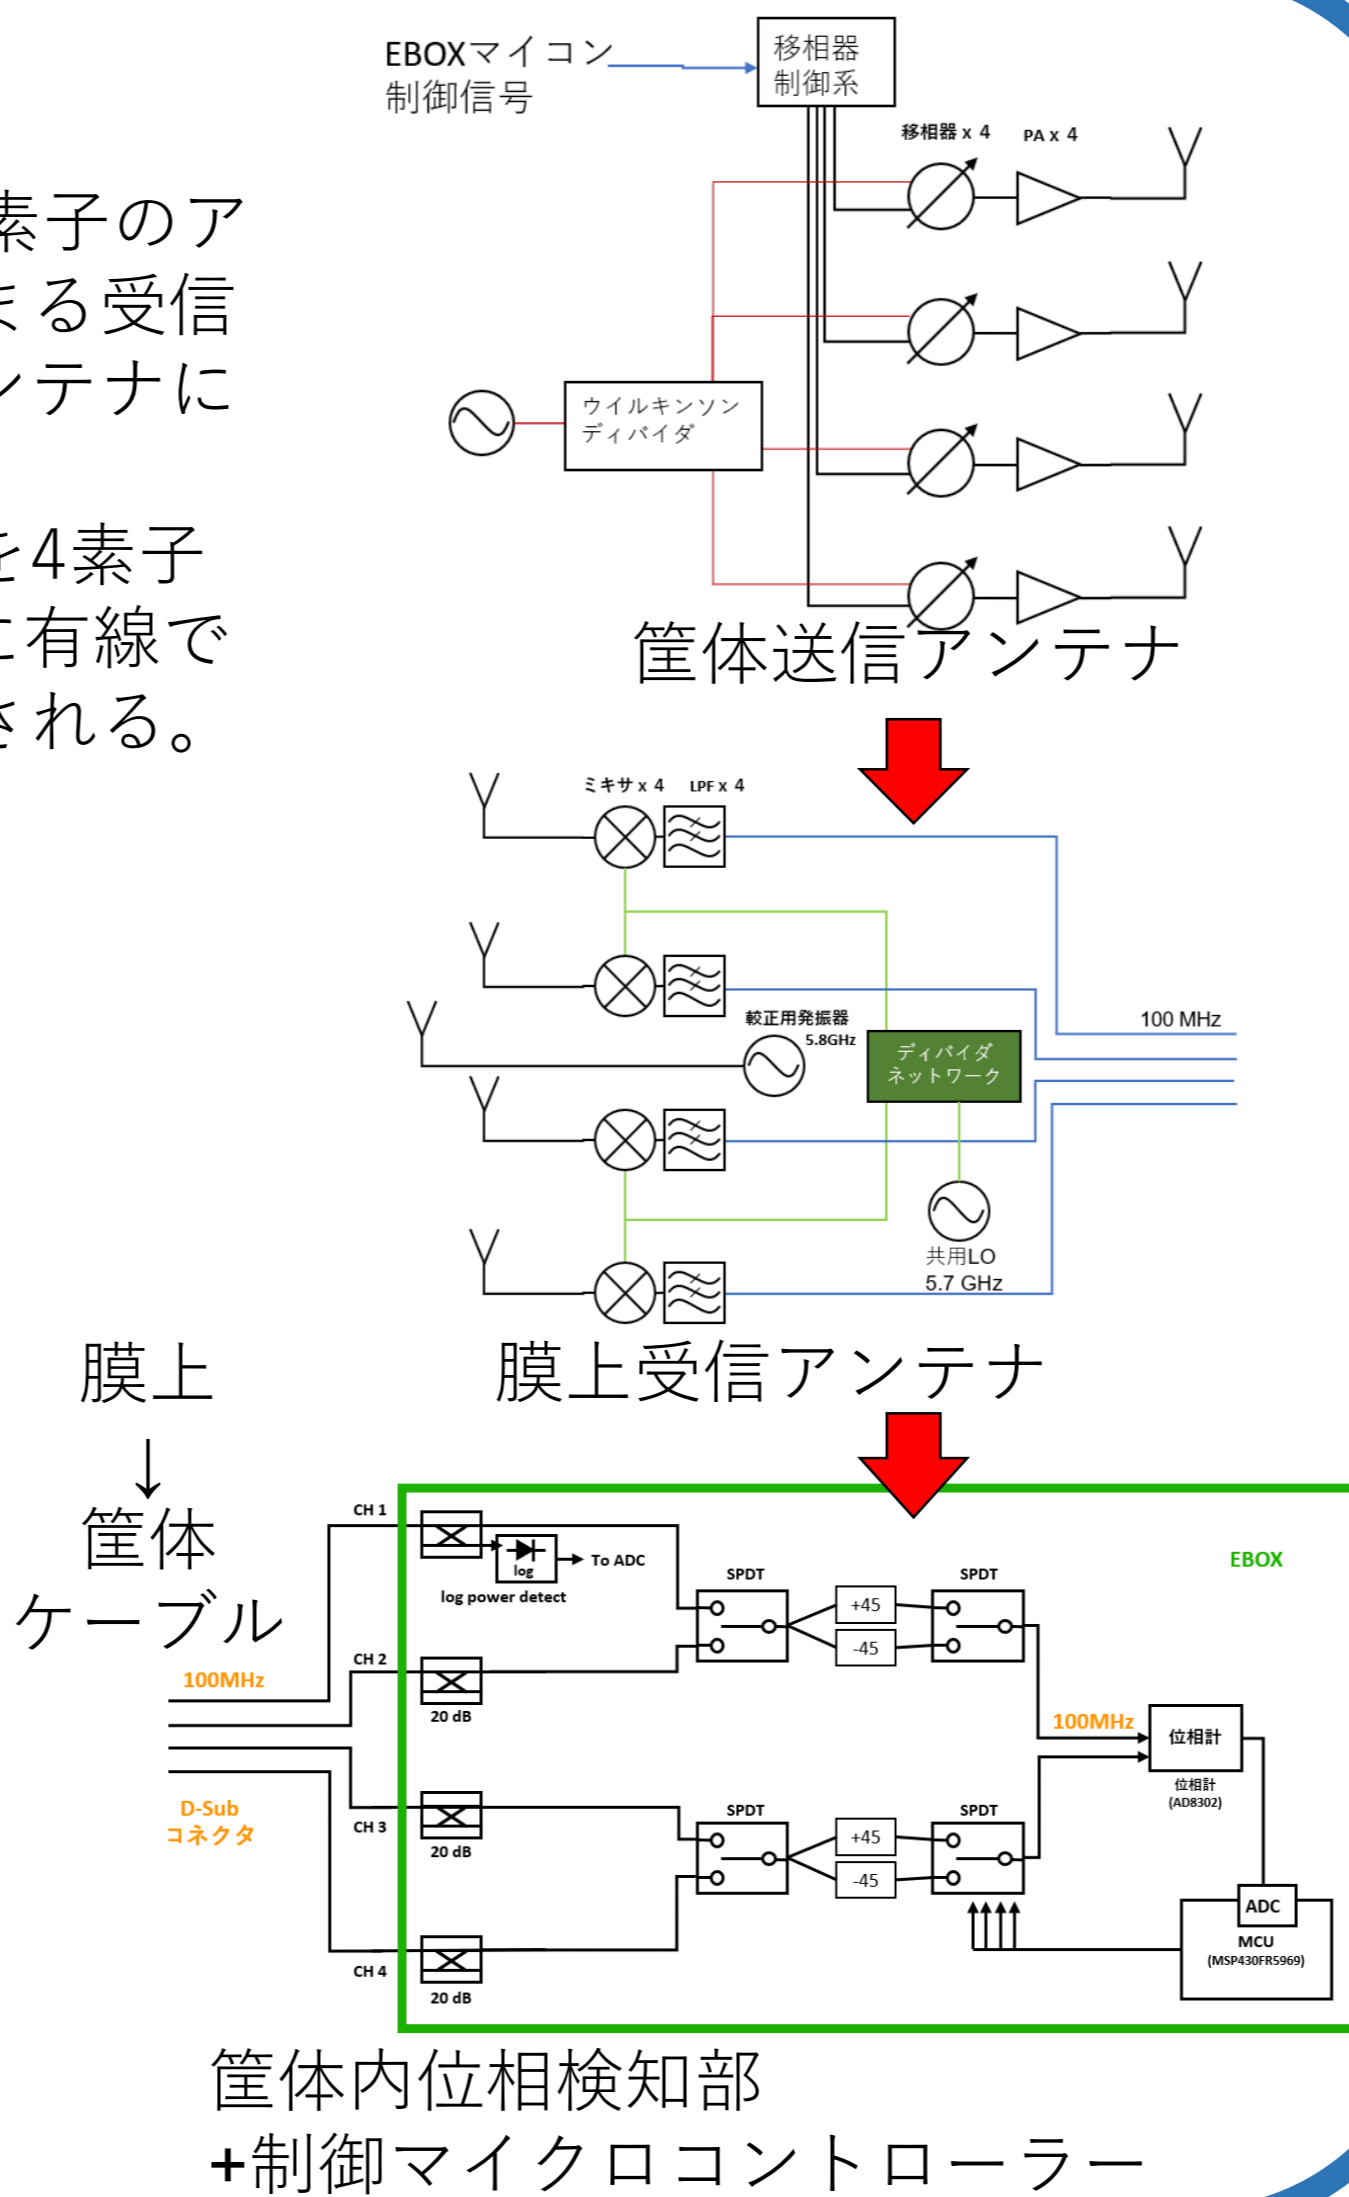 EBOXマイコン
制御信号
移相器
制御系
移相器 x 4
PA x 4
素子のア
まる受信
ンテナに
ウイルキンソン
ディバイダ
を4素子
に有線で
される。
筐体送信アンテナ
ミキサ x 4
LPF x 4
較正用発振器
5.8GHz
ディバイダ
ネットワーク
100 MHz
共用LO
5.7 GHz
膜上受信アンテナ
膜上
↓
筐体
ケーブル
100MHz
D-Sub
コネクタ
CH 1
log
To ADC
log power detect
EBOX
SPDT
+45
-45
SPDT
CH 2
20 dB
100MHz
位相計
位相計
(AD8302)
CH 3
20 dB
SPDT
+45
-45
SPDT
CH 4
20 dB
ADC
MCU
(MSP430FR5969)
筐体内位相検知部
+制御マイクロコントローラー